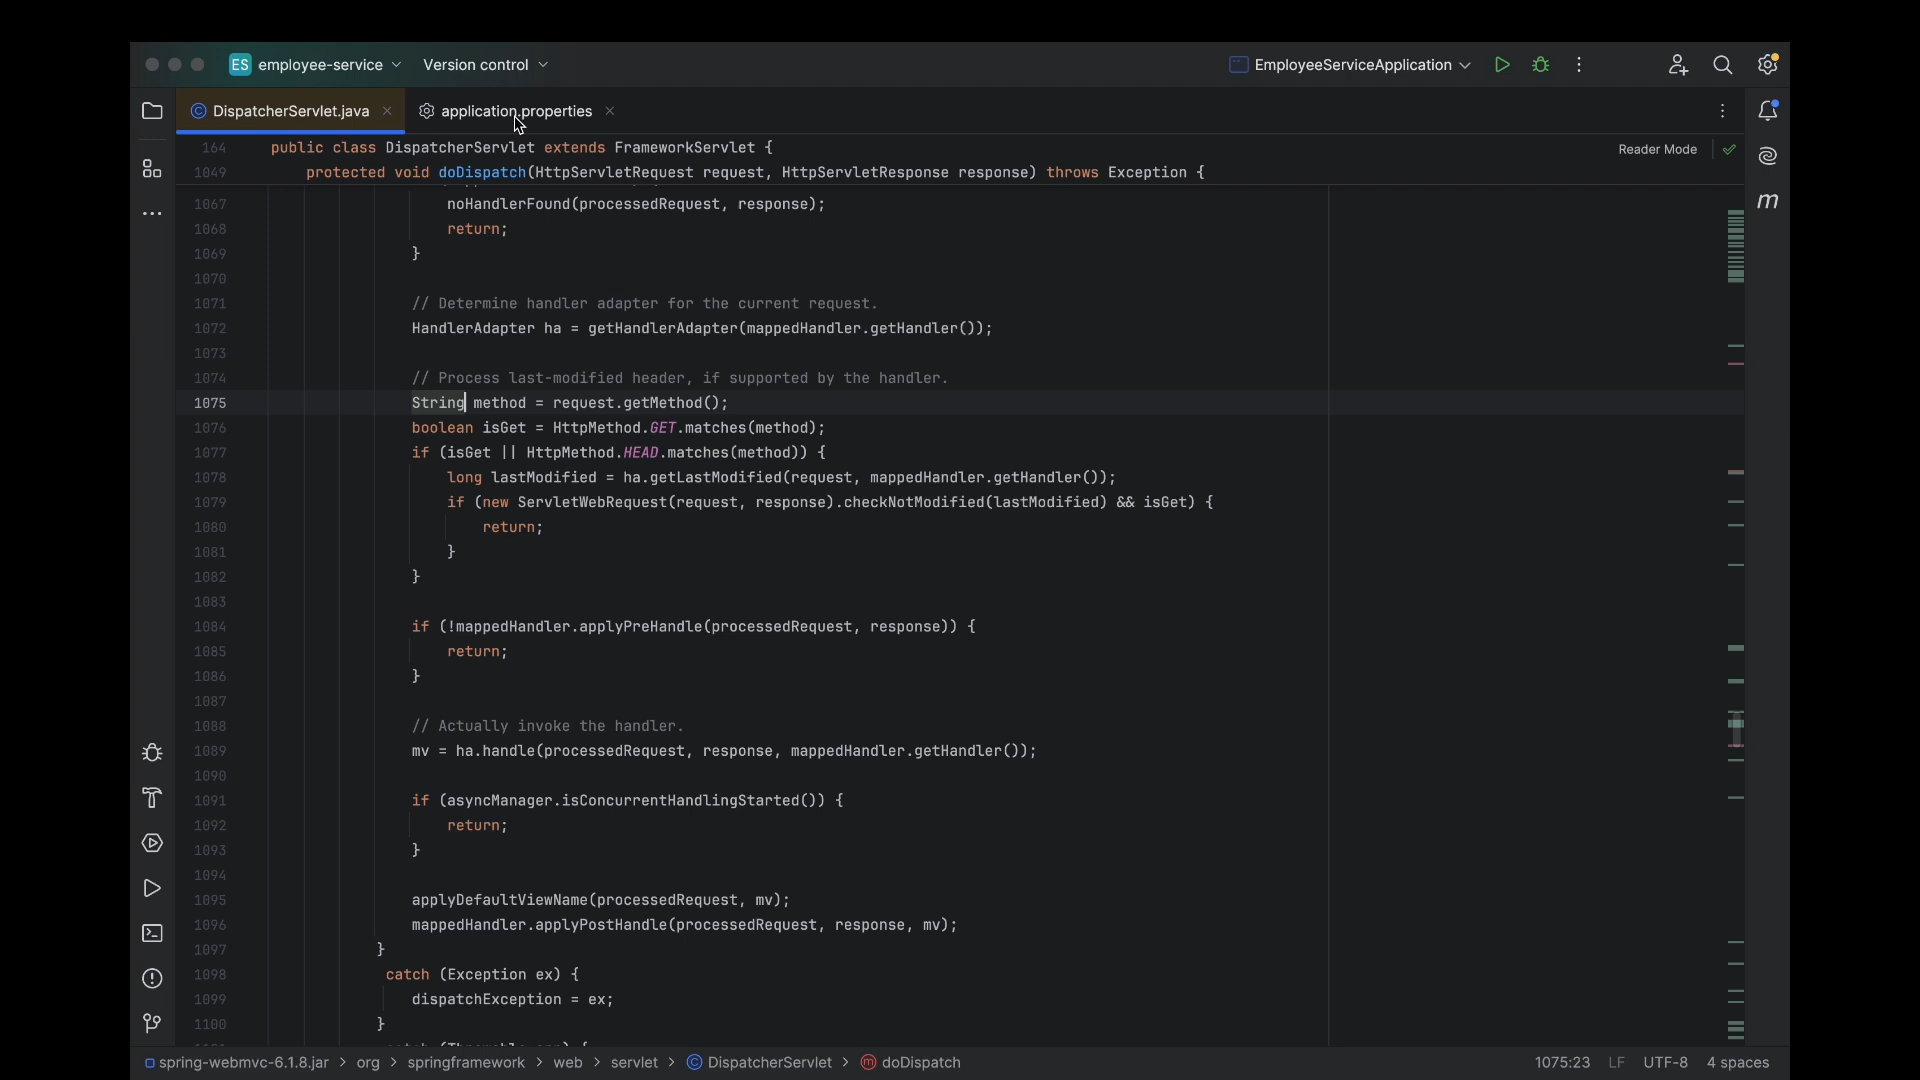 ES employee-service Version control EmployeeServiceApplication
DispatcherServlet.java application.properties
164 public class DispatcherServlet extends FrameworkServlet {
Reader Mode
1049 protected void doDispatch(HttpServletRequest request, HttpServletResponse response) throws Exception {
1067 noHandlerFound(processedRequest, response);
1068 return;
1069 }
1070
1071 // Determine handler adapter for the current request.
1072 HandlerAdapter ha = getHandlerAdapter(mappedHandler.getHandler());
1073
1074 // Process last-modified header, if supported by the handler.
1075 String method = request.getMethod();
1076 boolean isGet = HttpMethod.GET.matches(method);
1077 if (isGet || HttpMethod.HEAD.matches(method)) {
1078 long lastModified = ha.getLastModified(request, mappedHandler.getHandler());
1079 if (new ServletWebRequest(request, response).checkNotModified(lastModified) && isGet) {
1080 return;
1081 }
1082 }
1083
1084 if (!mappedHandler.applyPreHandle(processedRequest, response)) {
1085 return;
1086 }
1087
1088 // Actually invoke the handler.
1089 mv = ha.handle(processedRequest, response, mappedHandler.getHandler());
1090
1091 if (asyncManager.isConcurrentHandlingStarted()) {
1092 return;
1093 }
1094
1095 applyDefaultViewName(processedRequest, mv);
1096 mappedHandler.applyPostHandle(processedRequest, response, mv);
1097 }
1098 catch (Exception ex) {
1099 dispatchException = ex;
1100 }
spring-webmvc-6.1.8.jar > org > springframework > web > servlet > DispatcherServlet > doDispatch 1075:23 LF UTF-8 4 spaces